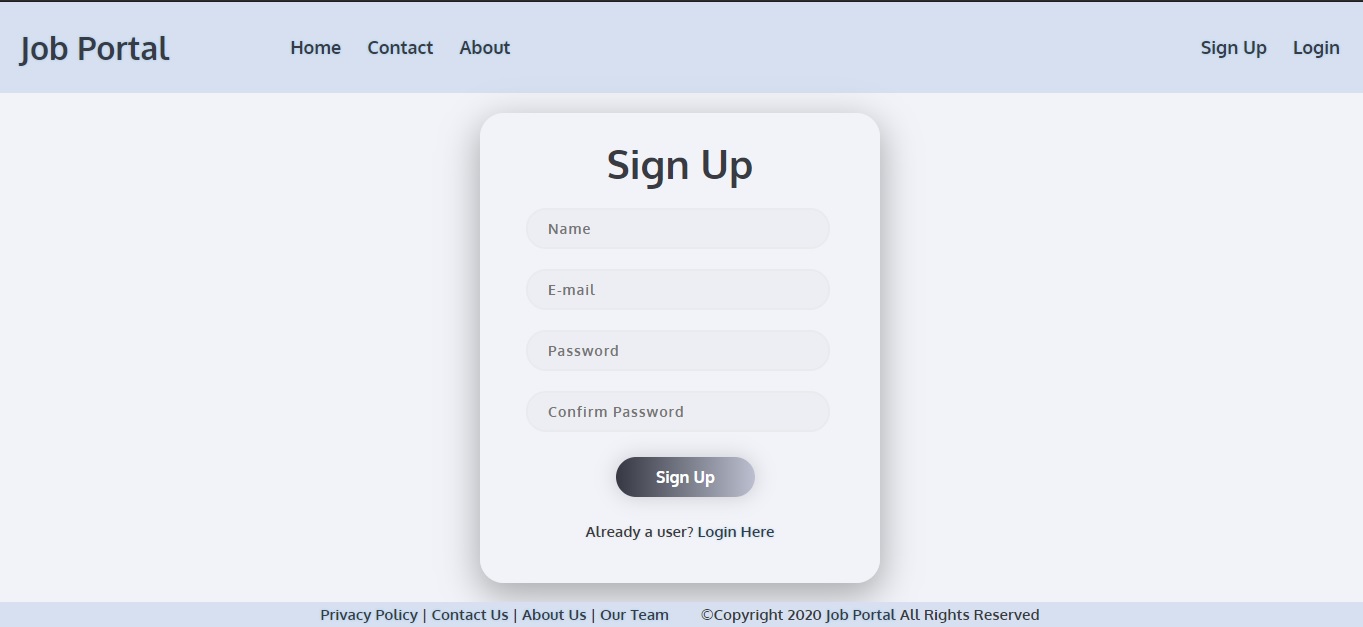 Job Portal Home Contact About Sign Up Login
Sign Up
Name
E-mail
Password
Confirm Password
Sign Up
Already a user? Login Here
Privacy Policy | Contact Us | About Us | Our Team ©Copyright 2020 Job Portal All Rights Reserved